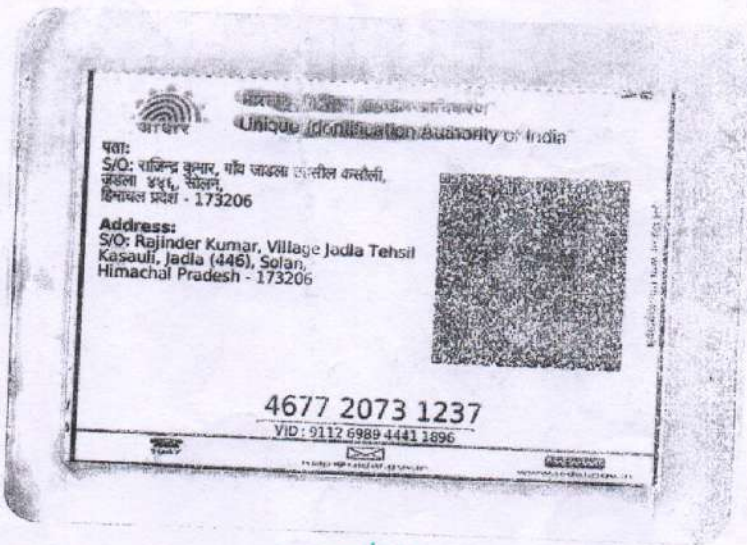 आधार
Unique Identification Authority of India
पता:
S/O: राजिन्द्र कुमार, गाँव जाडला तहसील कसौली,
जडला ४४६, सोलन,
हिमाचल प्रदेश - 173206
Address:
S/O: Rajinder Kumar, Village Jadla Tehsil
Kasauli, Jadla (446), Solan,
Himachal Pradesh - 173206
4677 2073 1237
VID : 9112 6989 4441 1896